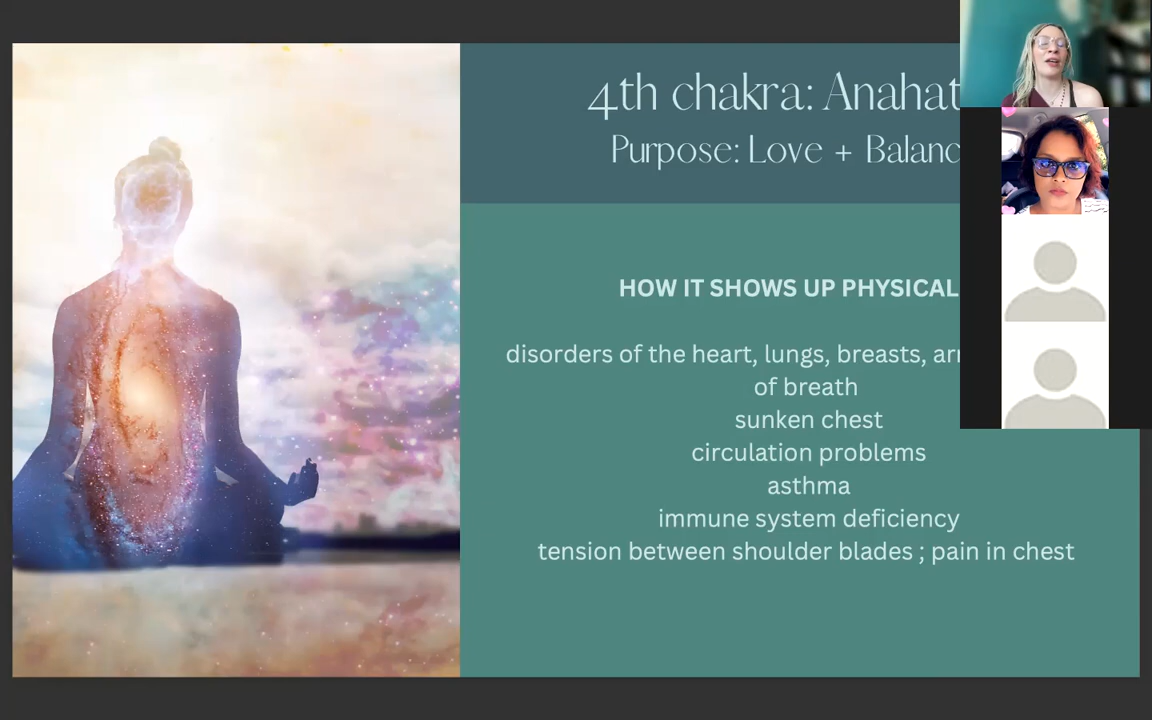 4th chakra: Anahat
Purpose: Love + Balanc
HOW IT SHOWS UP PHYSICAL
disorders of the heart, lungs, breasts, arr
of breath
sunken chest
circulation problems
asthma
immune system deficiency
tension between shoulder blades ; pain in chest